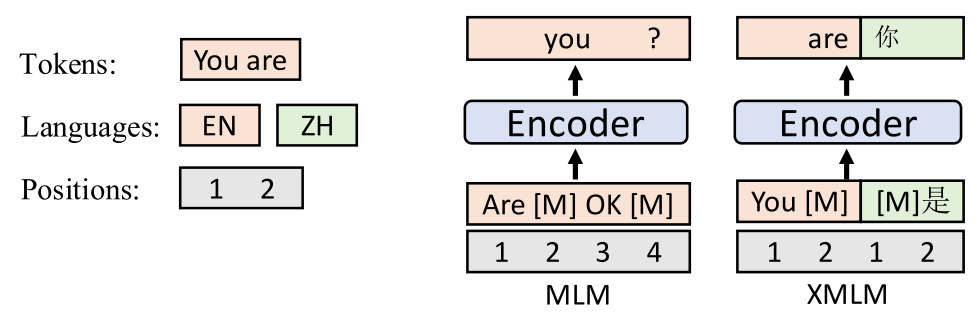 Tokens: You are
Languages: EN ZH
Positions: 1 2
you ?
Encoder
Are [M] OK [M]
1 2 3 4
MLM
are 你
Encoder
You [M] [M]是
1 2 1 2
XMLM